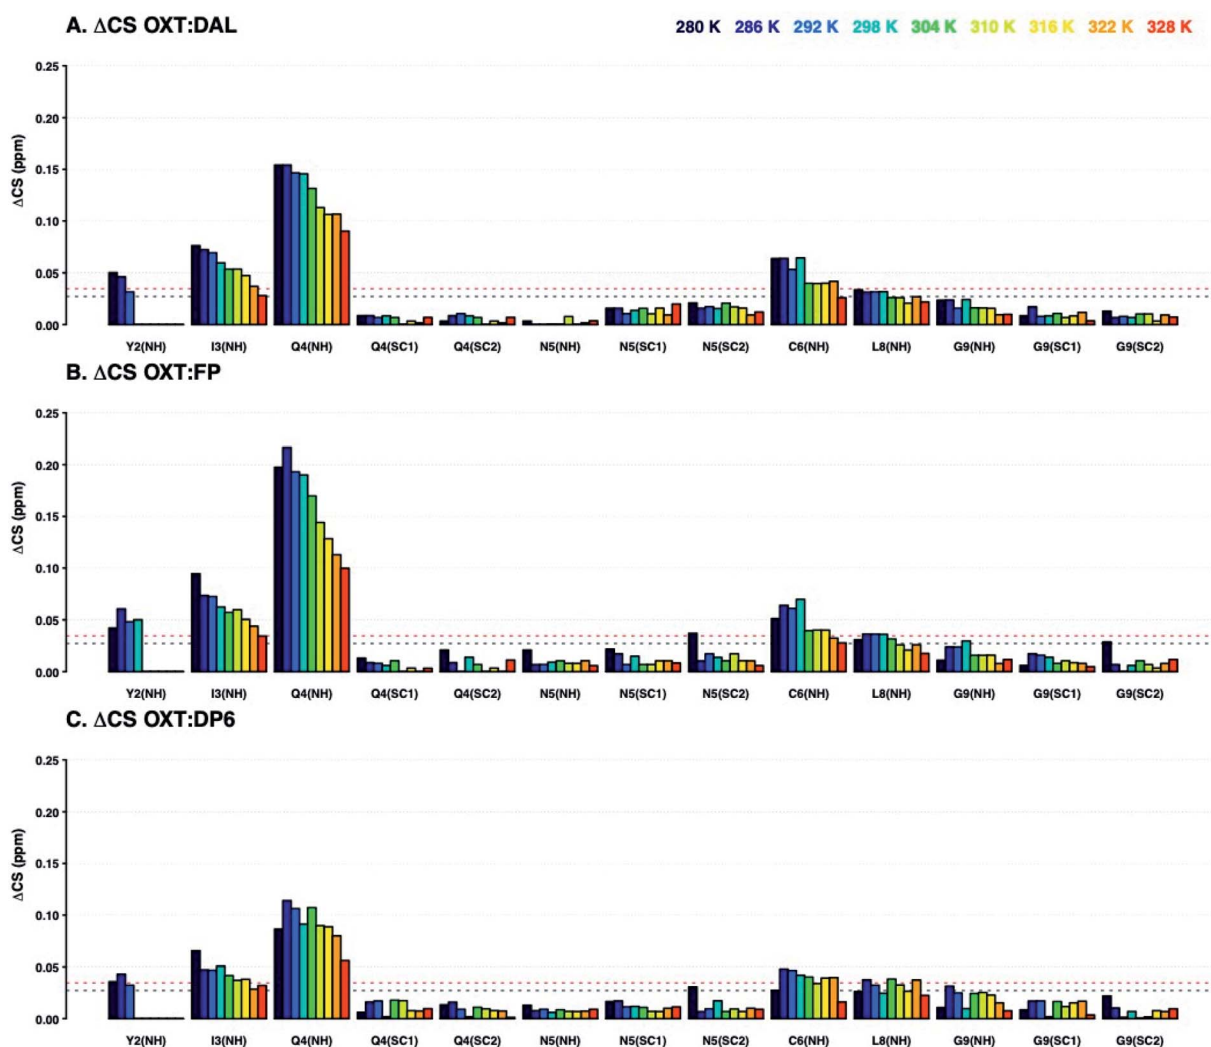 A. ΔCS OXT:DAL
280 K 286 K 292 K 298 K 304 K 310 K 316 K 322 K 328 K
ΔCS (ppm)
0.25
0.20
0.15
0.10
0.05
0.00
Y2(NH) I3(NH) Q4(NH) Q4(SC1) Q4(SC2) N5(NH) N5(SC1) N5(SC2) C6(NH) L8(NH) G9(NH) G9(SC1) G9(SC2)
B. ΔCS OXT:FP
ΔCS (ppm)
0.25
0.20
0.15
0.10
0.05
0.00
Y2(NH) I3(NH) Q4(NH) Q4(SC1) Q4(SC2) N5(NH) N5(SC1) N5(SC2) C6(NH) L8(NH) G9(NH) G9(SC1) G9(SC2)
C. ΔCS OXT:DP6
ΔCS (ppm)
0.25
0.20
0.15
0.10
0.05
0.00
Y2(NH) I3(NH) Q4(NH) Q4(SC1) Q4(SC2) N5(NH) N5(SC1) N5(SC2) C6(NH) L8(NH) G9(NH) G9(SC1) G9(SC2)